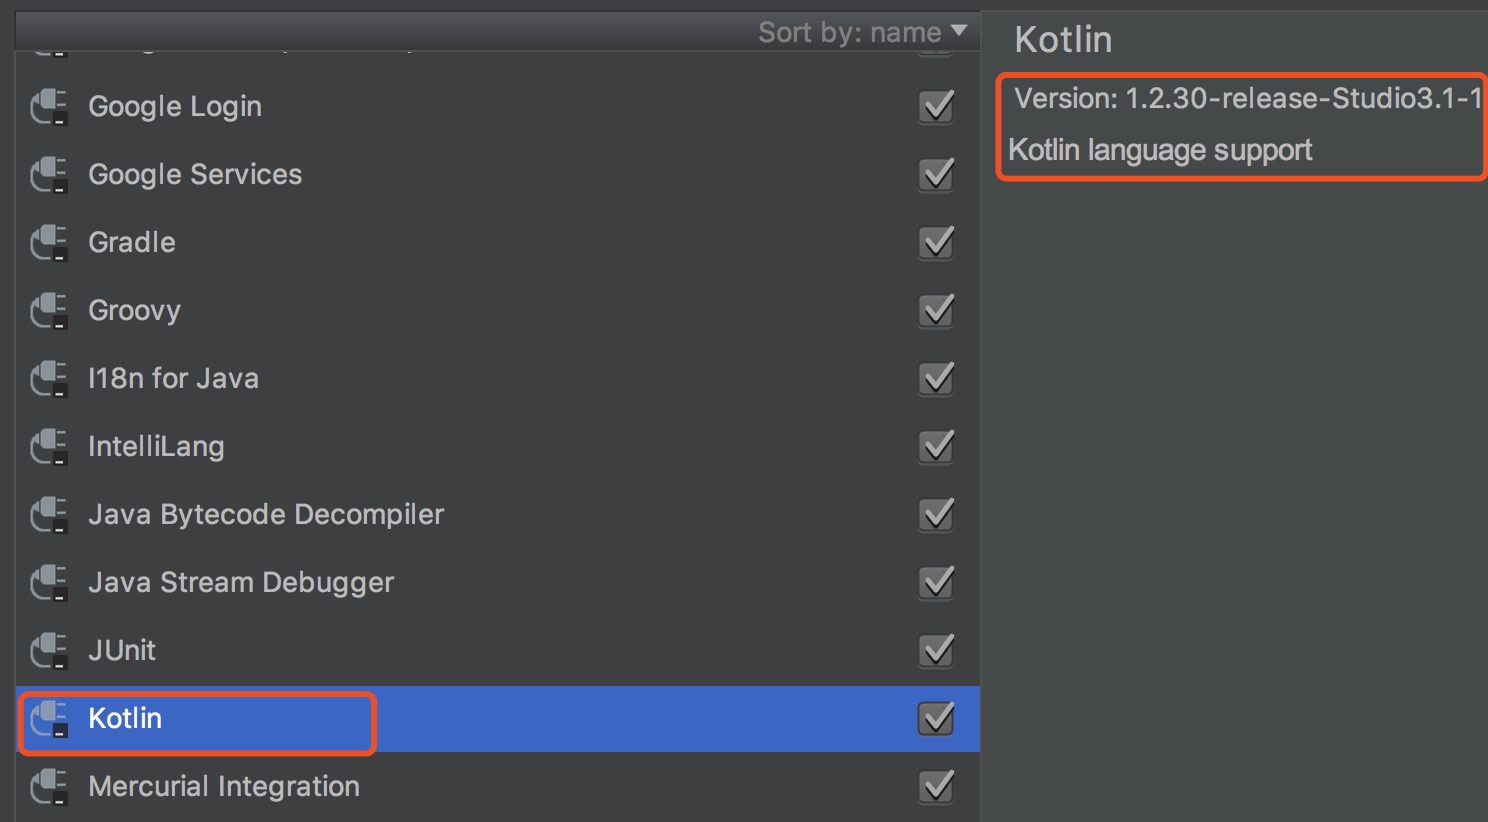 Sort by: name
Google Login
Google Services
Gradle
Groovy
I18n for Java
IntelliLang
Java Bytecode Decompiler
Java Stream Debugger
JUnit
Kotlin
Mercurial Integration
Kotlin
Version: 1.2.30-release-Studio3.1-1
Kotlin language support